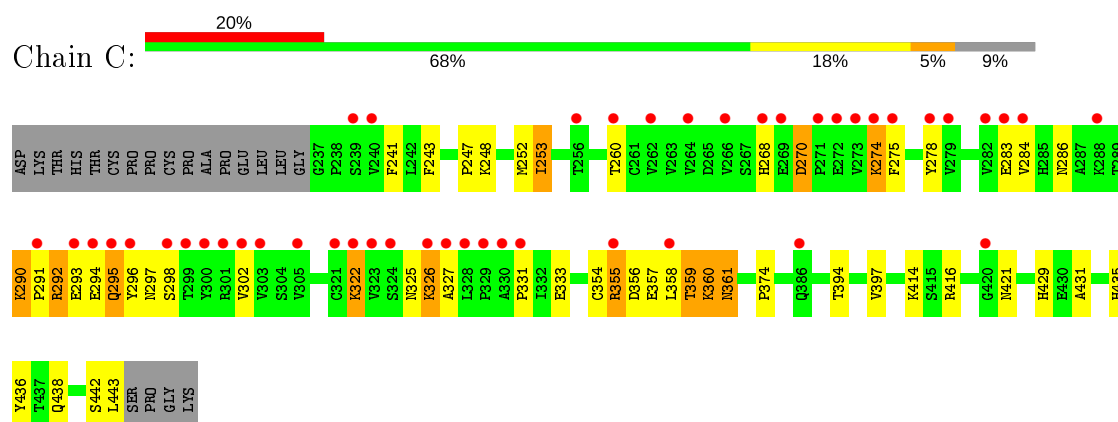 20%
Chain C:
68% 18% 5% 9%
ASP LYS THR HIS THR CYS PRO PRO CYS PRO ALA PRO GLU LEU LEU GLY G237 P238 S239 V240 F241 L242 F243 P247 K248 M252 I253 T256 T260 C261 V262 V263 V264 D265 V266 S267 H268 E269 D270 P271 E272 V273 K274 F275 Y278 V279 V282 E283 V284 H285 N286 A287 K288 T289
K290 P291 R292 E293 E294 Q295 Y296 N297 S298 T299 Y300 R301 V302 V303 S304 V305 C321 K322 V323 S324 N325 K326 A327 L328 P329 A330 P331 I332 E333 C354 R355 D356 E357 L358 T359 K360 N361 P374 Q386 T394 V397 K414 S415 R416 G420 N421 H429 E430 A431 H435
Y436 T437 Q438 S442 L443 SER PRO GLY LYS